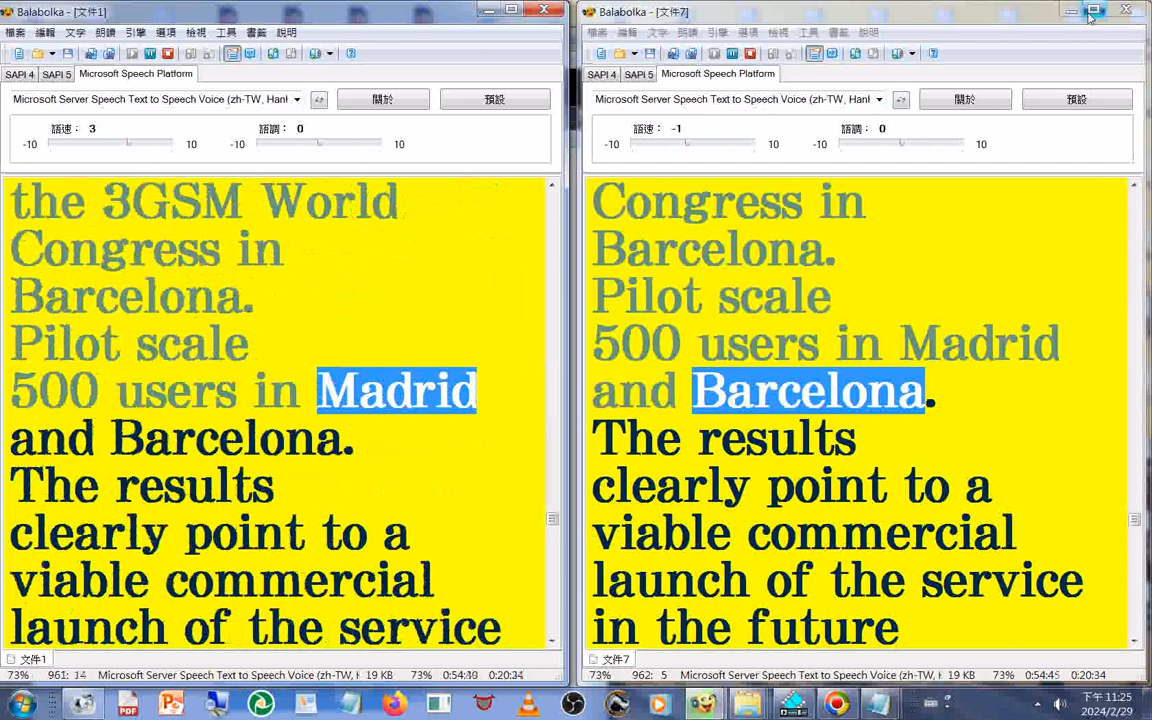 Balabolka - [文件1]
檔案 編輯 文字 朗讀 引擎 選項 檢視 工具 書籤 說明
SAPI 4 SAPI 5 Microsoft Speech Platform
Microsoft Server Speech Text to Speech Voice (zh-TW, Hanl
關於 預設
語速： 3 語調： 0
-10 10 -10 10
the 3GSM World
Congress in
Barcelona.
Pilot scale
500 users in Madrid
and Barcelona.
The results
clearly point to a
viable commercial
launch of the service
文件1
73% 961: 14 Microsoft Server Speech Text to Speech Voice (zh-TW, 19 KB 0:54:49 0:20:34
Balabolka - [文件7]
檔案 編輯 文字 朗讀 引擎 選項 檢視 工具 書籤 說明
SAPI 4 SAPI 5 Microsoft Speech Platform
Microsoft Server Speech Text to Speech Voice (zh-TW, Hanl
關於 預設
語速： -1 語調： 0
-10 10 -10 10
Congress in
Barcelona.
Pilot scale
500 users in Madrid
and Barcelona.
The results
clearly point to a
viable commercial
launch of the service
in the future
文件7
73% 962: 5 Microsoft Server Speech Text to Speech Voice (zh-TW, 19 KB 0:54:45 0:20:34
PDF
下午 11:25
2024/2/29